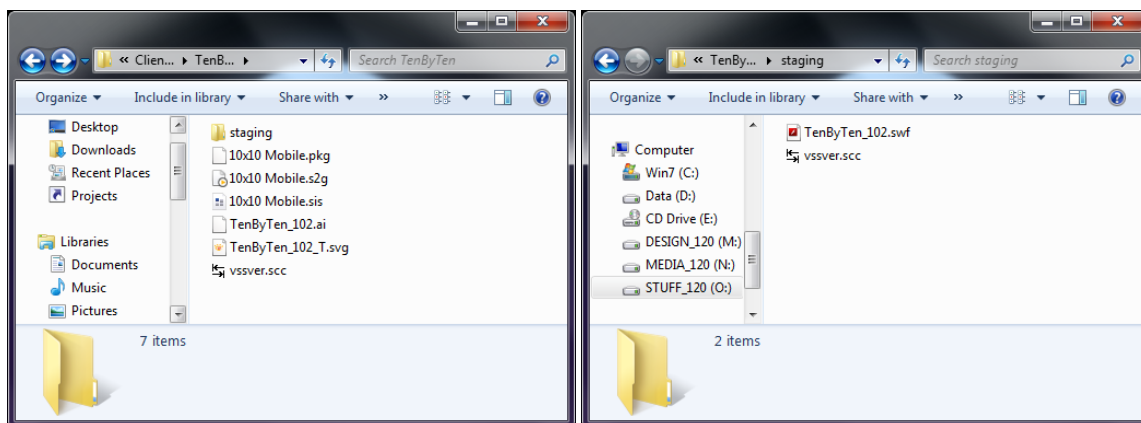 « Clien... ▸ TenB... ▸
Search TenByTen
Organize
Include in library
Share with
»
Desktop
Downloads
Recent Places
Projects
Libraries
Documents
Music
Pictures
staging
10x10 Mobile.pkg
10x10 Mobile.s2g
10x10 Mobile.sis
TenByTen_102.ai
TenByTen_102_T.svg
vssver.scc
7 items
« TenBy... ▸ staging
Search staging
Organize
Include in library
Share with
»
Computer
Win7 (C:)
Data (D:)
CD Drive (E:)
DESIGN_120 (M:)
MEDIA_120 (N:)
STUFF_120 (O:)
TenByTen_102.swf
vssver.scc
2 items